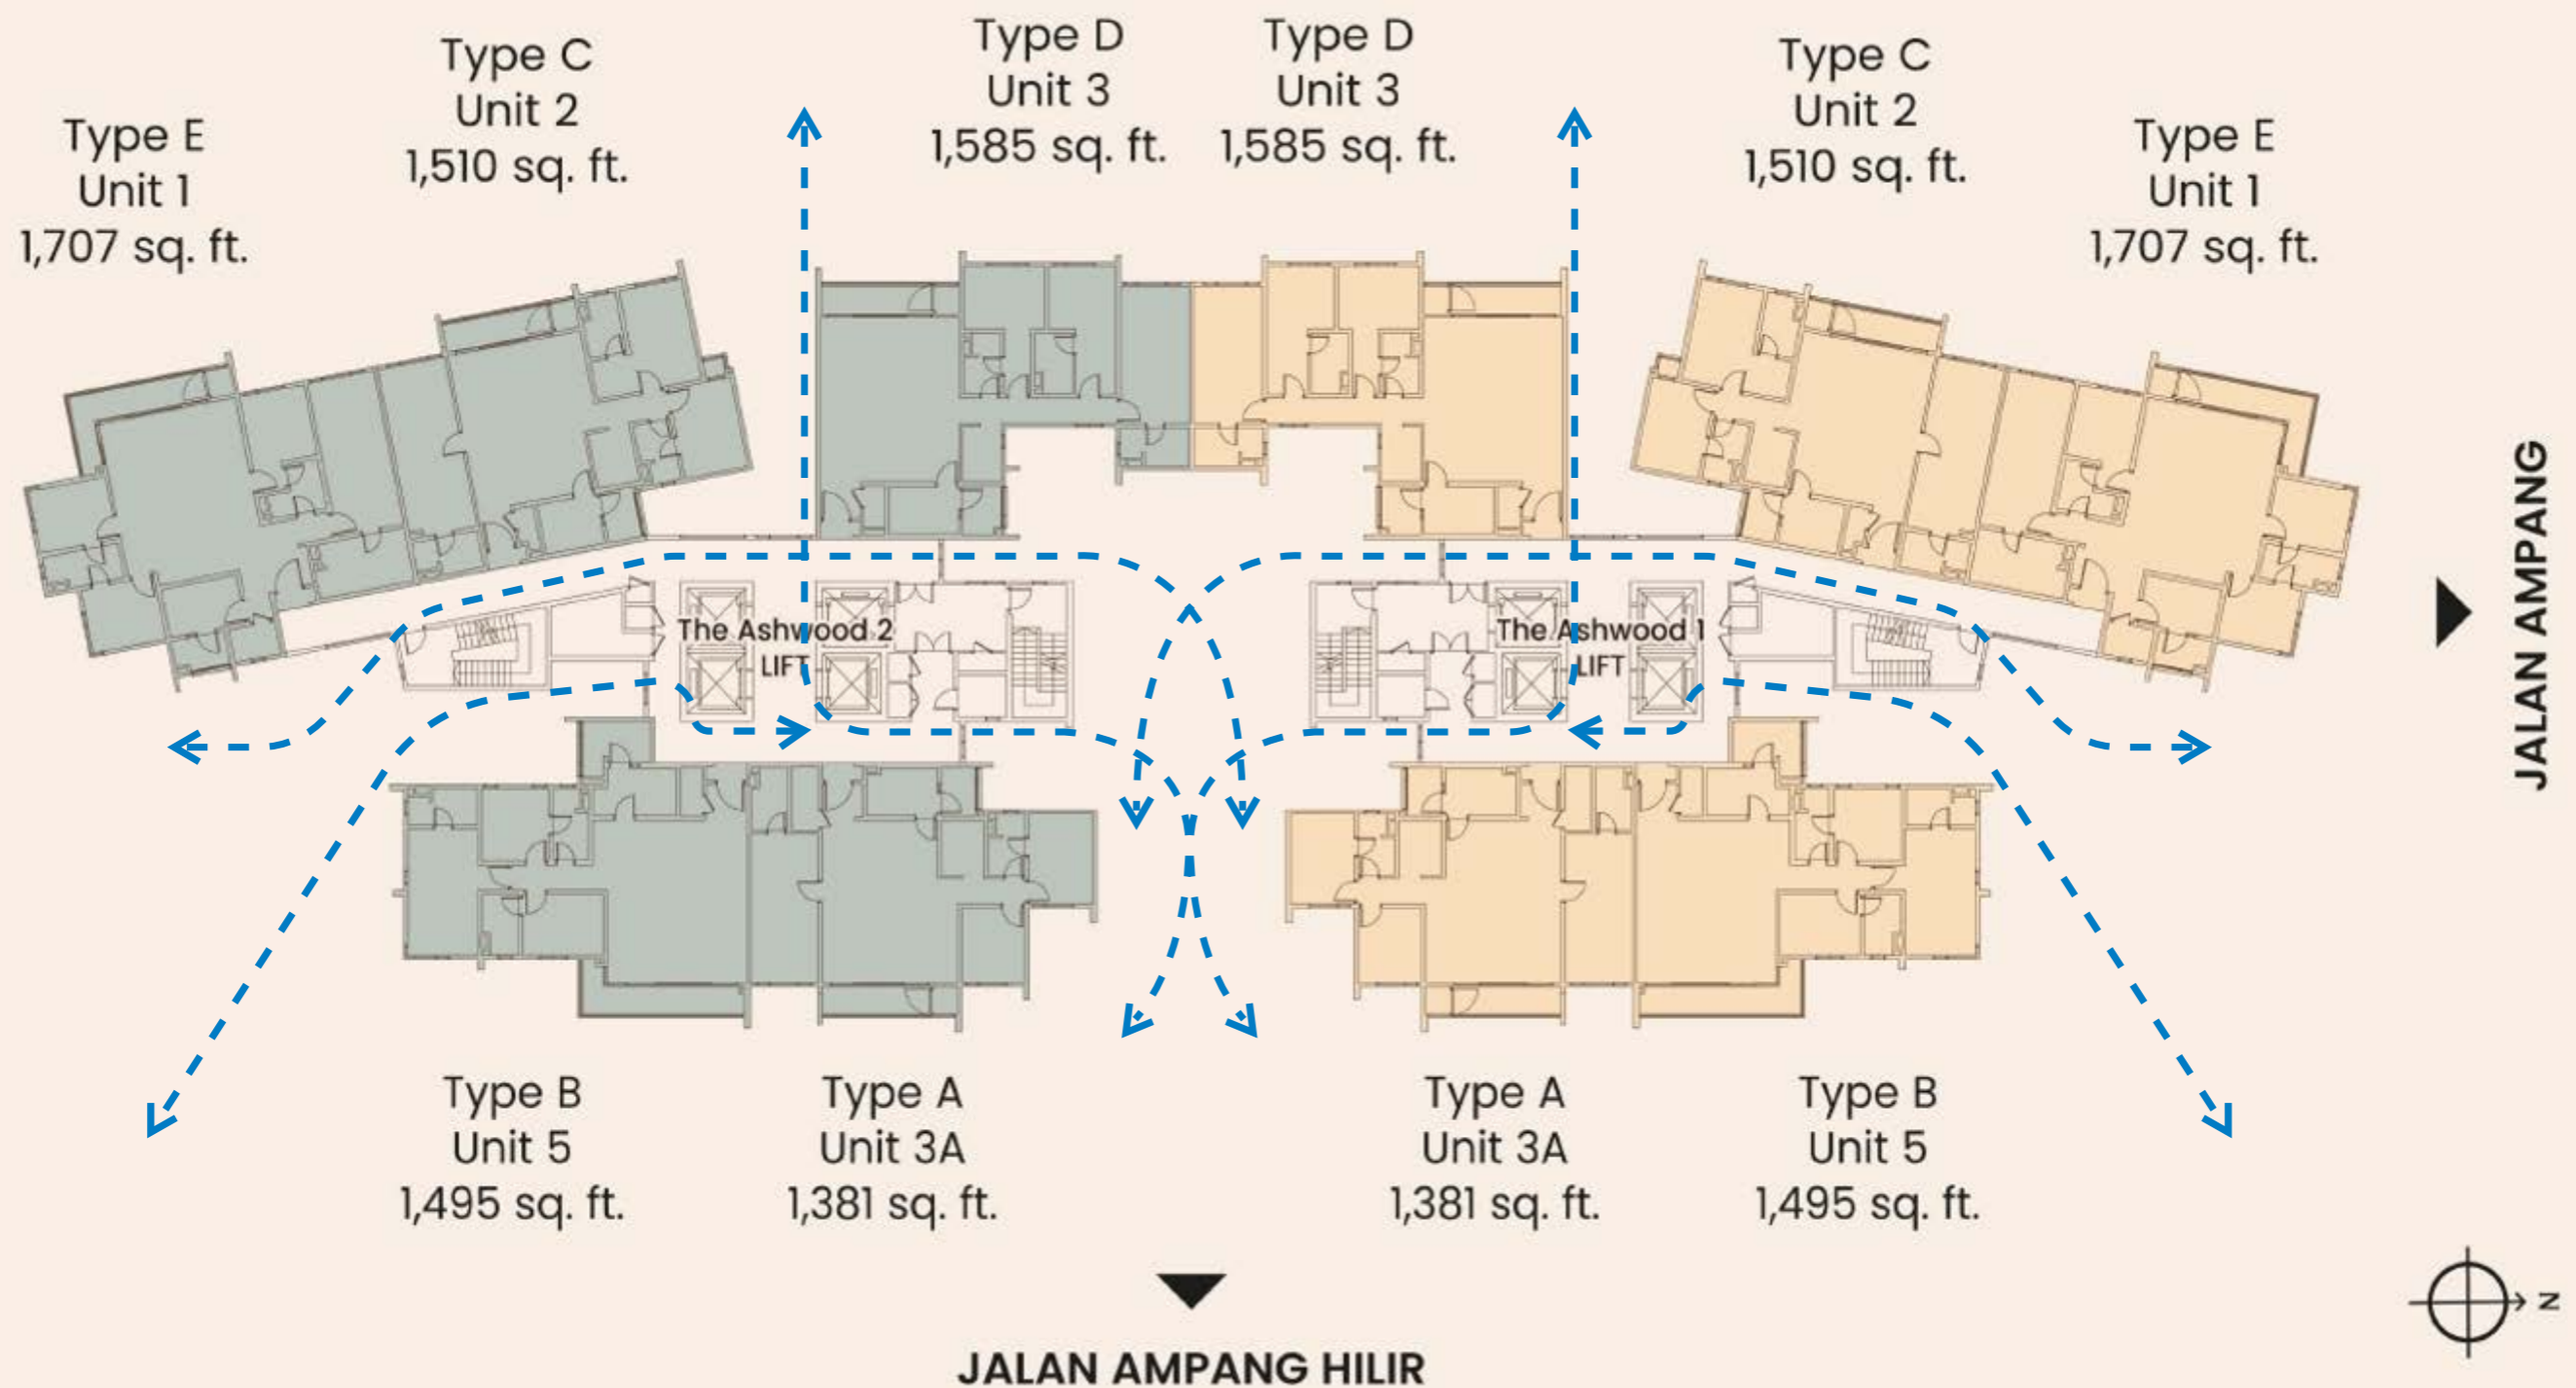 Type E
Unit 1
1,707 sq. ft.
Type C
Unit 2
1,510 sq. ft.
Type D
Unit 3
1,585 sq. ft.
Type D
Unit 3
1,585 sq. ft.
Type C
Unit 2
1,510 sq. ft.
Type E
Unit 1
1,707 sq. ft.
The Ashwood 2
LIFT
The Ashwood 1
LIFT
JALAN AMPANG
Type B
Unit 5
1,495 sq. ft.
Type A
Unit 3A
1,381 sq. ft.
Type A
Unit 3A
1,381 sq. ft.
Type B
Unit 5
1,495 sq. ft.
N
JALAN AMPANG HILIR